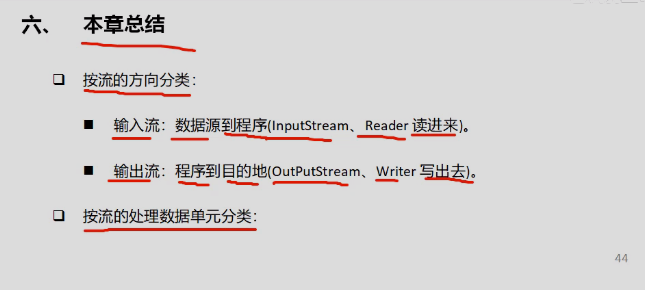 六、 本章总结
❑ 按流的方向分类：
■ 输入流：数据源到程序(InputStream、Reader 读进来)。
■ 输出流：程序到目的地(OutPutStream、Writer 写出去)。
❑ 按流的处理数据单元分类：
44